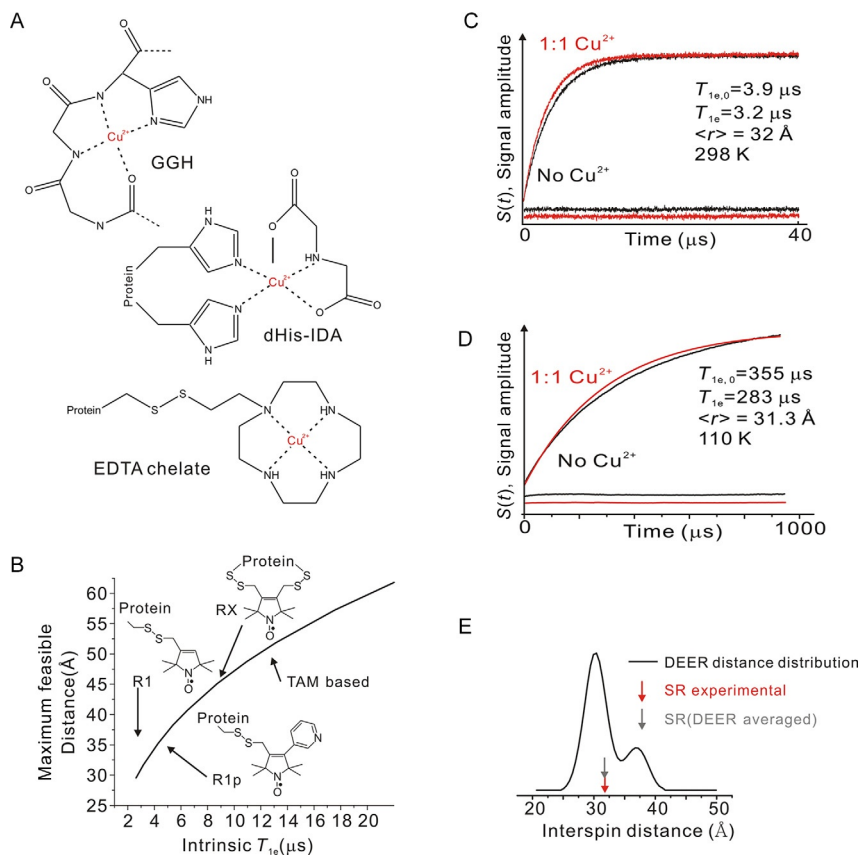 A
O
N
N
NH
O
N
Cu²⁺
N
GGH
O
O
N
O
H
N
O
O
N
HN
Protein
Cu²⁺
N
O
O
dHis-IDA
N
H
Protein
S
S
N
HN
Cu²⁺
NH
HN
EDTA chelate
B
Maximum feasible
Distance(Å)
60
55
50
45
40
35
30
25
2 4 6 8 10 12 14 16 18 20
Intrinsic T1e(μs)
Protein
S
S
N
O
R1
Protein
S
S
S
S
N
O
RX
TAM based
Protein
S
S
N
N
O
R1p
C
S(t), Signal amplitude
1:1 Cu²⁺
T1e,0=3.9 μs
T1e=3.2 μs
<r> = 32 Å
298 K
No Cu²⁺
0 40
Time (μs)
D
S(t), Signal amplitude
1:1 Cu²⁺
T1e, 0=355 μs
T1e=283 μs
<r> = 31.3 Å
110 K
No Cu²⁺
0 1000
Time (μs)
E
DEER distance distribution
SR experimental
SR(DEER averaged)
20 30 40 50
Interspin distance (Å)